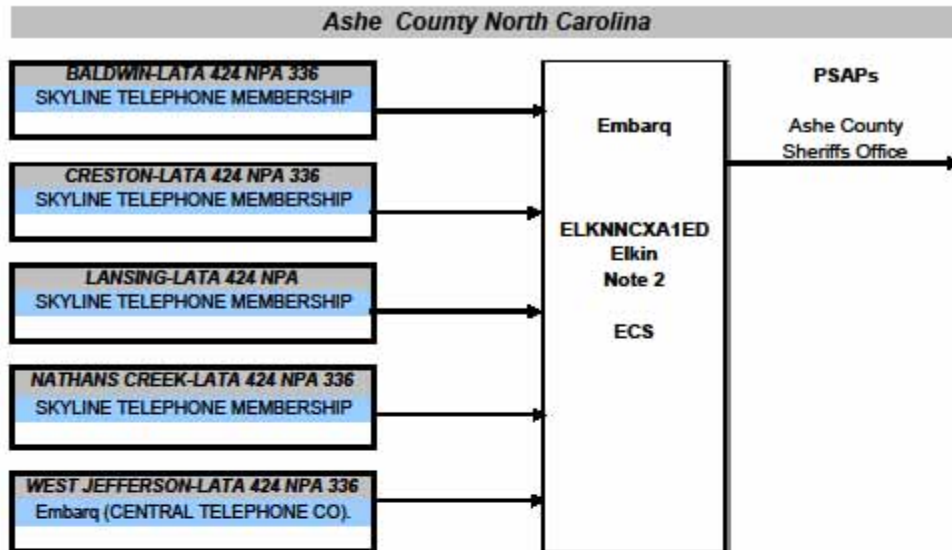 Ashe County North Carolina
BALDWIN-LATA 424 NPA 336
SKYLINE TELEPHONE MEMBERSHIP
CRESTON-LATA 424 NPA 336
SKYLINE TELEPHONE MEMBERSHIP
LANSING-LATA 424 NPA
SKYLINE TELEPHONE MEMBERSHIP
NATHANS CREEK-LATA 424 NPA 336
SKYLINE TELEPHONE MEMBERSHIP
WEST JEFFERSON-LATA 424 NPA 336
Embarq (CENTRAL TELEPHONE CO).
Embarq
ELKNNCXA1ED
Elkin
Note 2
ECS
PSAPs
Ashe County
Sheriffs Office